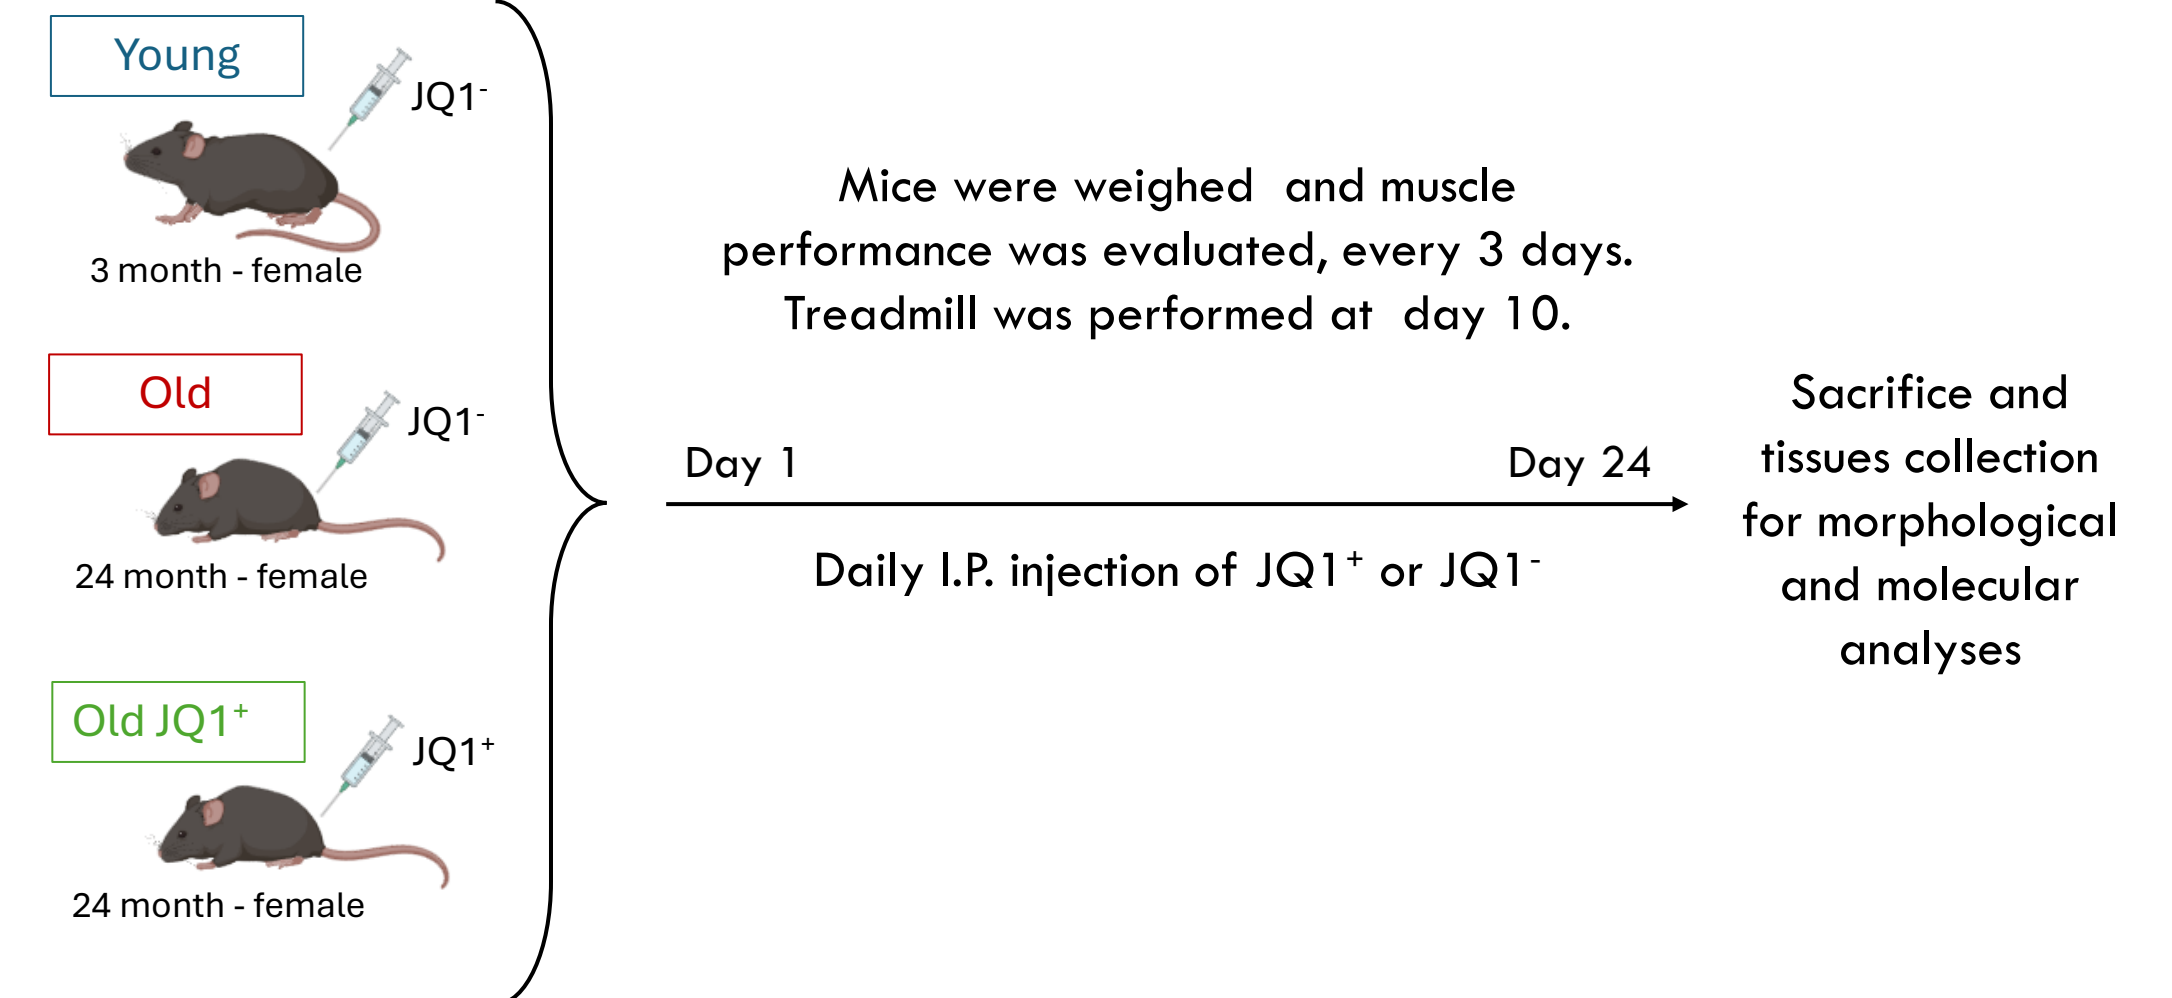 Young
JQ1⁻
3 month - female
Old
JQ1⁻
24 month - female
Old JQ1⁺
JQ1⁺
24 month - female
Mice were weighed  and muscle
performance was evaluated, every 3 days.
Treadmill was performed at  day 10.
Day 1
Day 24
Daily I.P. injection of JQ1⁺ or JQ1⁻
Sacrifice and
tissues collection
for morphological
and molecular
analyses